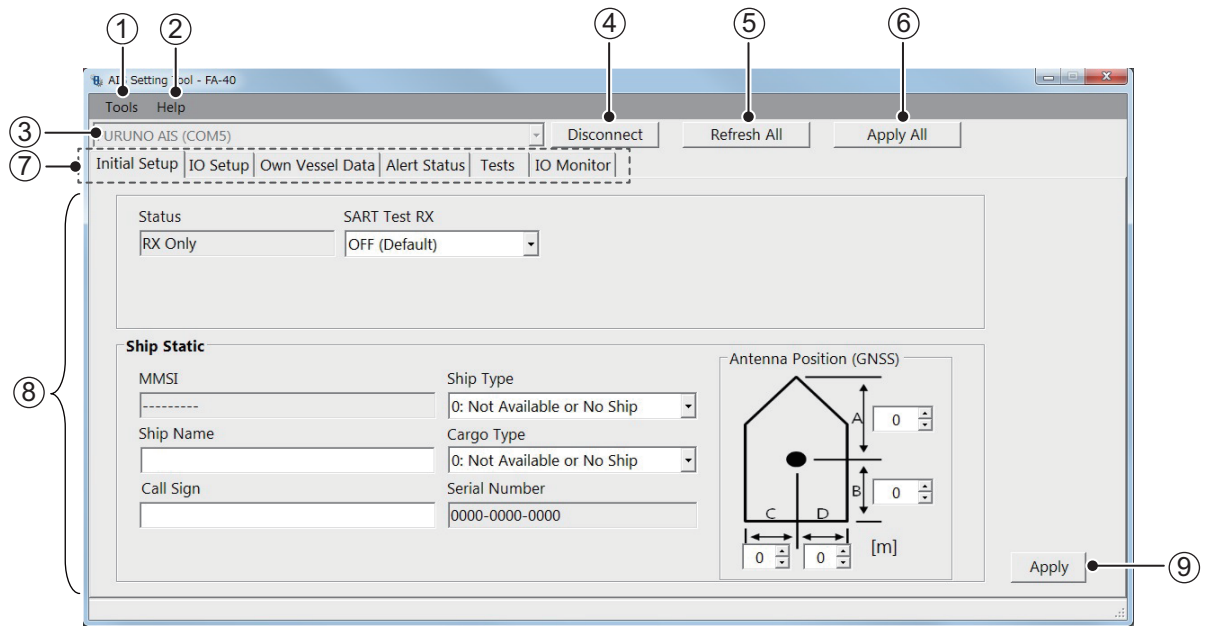 ① ② ④ ⑤ ⑥
AIS Setting Tool - FA-40
Tools Help
③ URUNO AIS (COM5) Disconnect Refresh All Apply All
⑦ Initial Setup IO Setup Own Vessel Data Alert Status Tests IO Monitor
Status SART Test RX
RX Only OFF (Default)
Ship Static
Antenna Position (GNSS)
MMSI Ship Type
--------- 0: Not Available or No Ship
A 0
⑧
Ship Name Cargo Type
0: Not Available or No Ship
Call Sign Serial Number
0000-0000-0000
B 0
C D
0 0 [m]
Apply ⑨